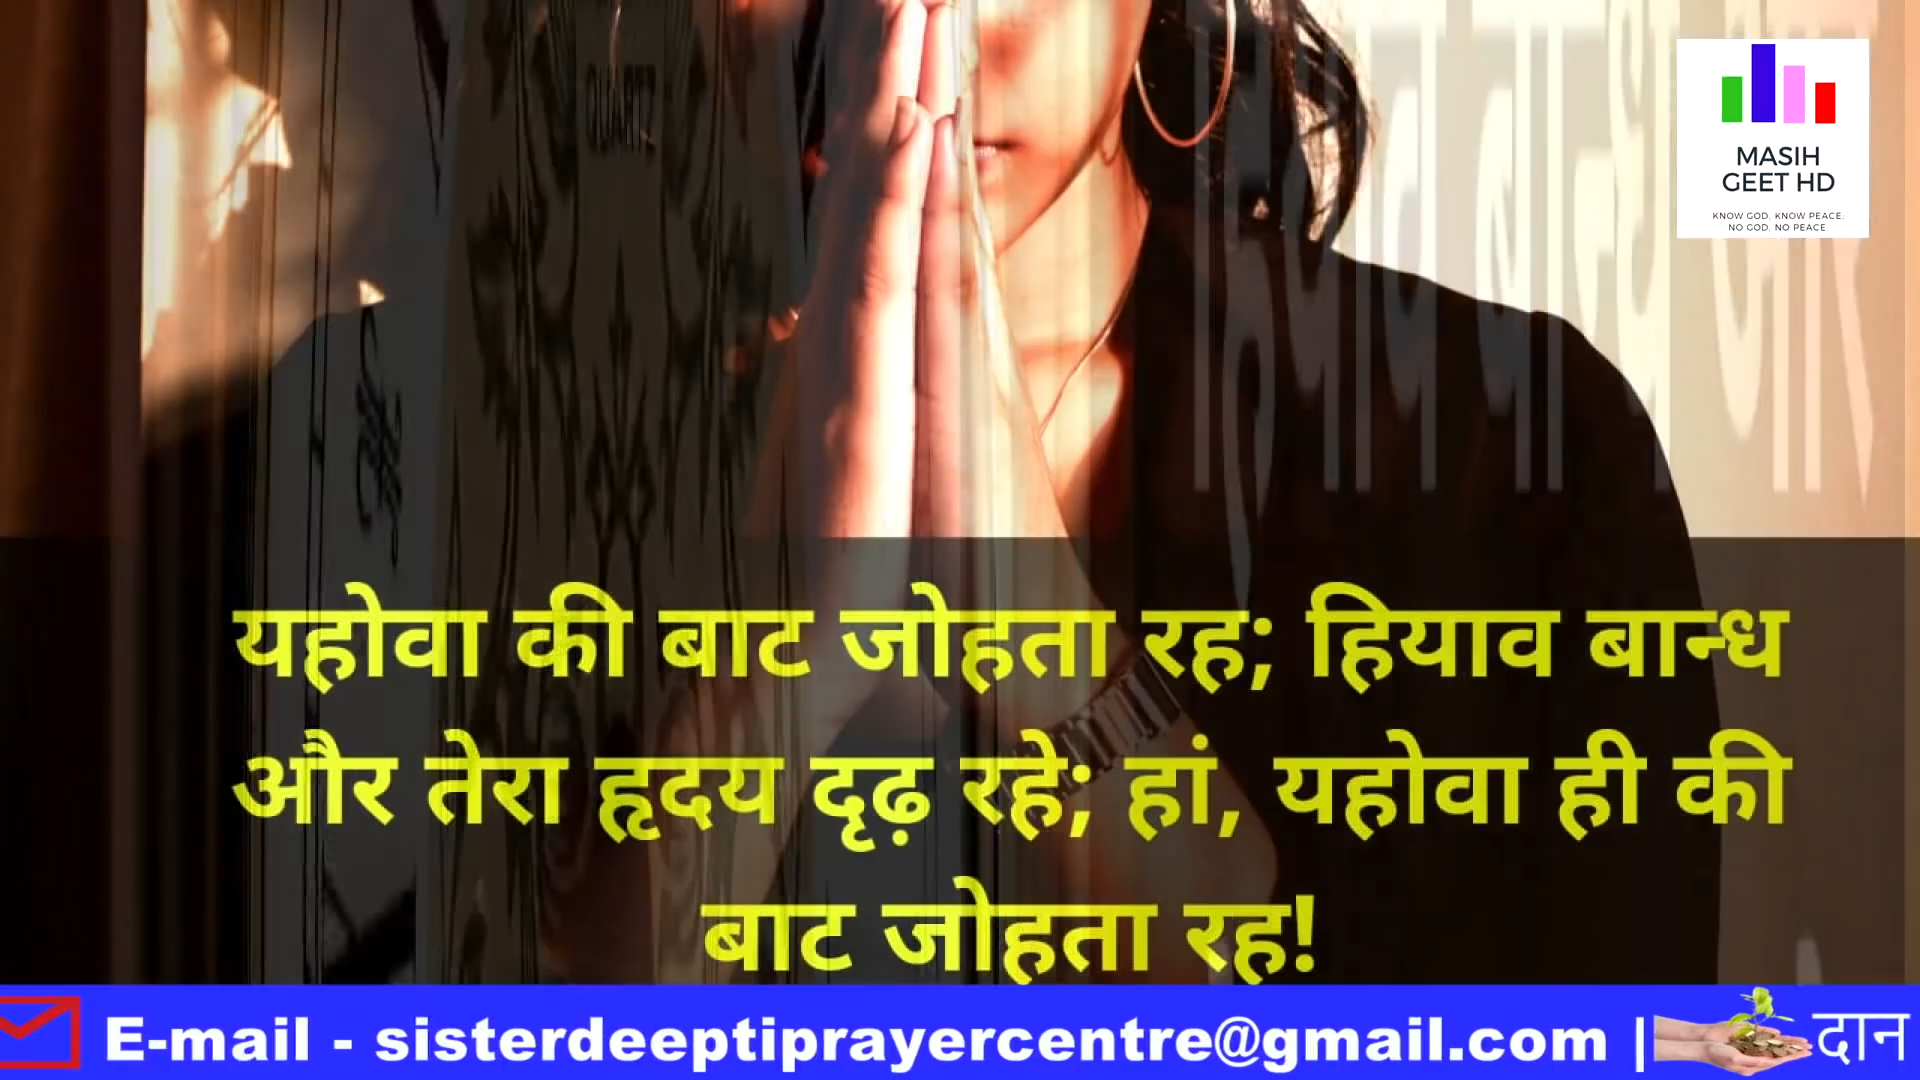 MASIH
GEET HD
KNOW GOD. KNOW PEACE.
NO GOD. NO PEACE.
यहोवा की बाट जोहता रह; हियाव बान्ध
और तेरा हृदय दृढ़ रहे; हां, यहोवा ही की
बाट जोहता रह!
E-mail - sisterdeeptiprayercentre@gmail.com | दान